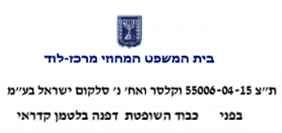 בית המשפט המחוזי מרכז-לוד
ת״צ 55006-04-15 וקלסר ואח׳ נ׳ סלקום ישראל בע״מ
בפני כבוד השופטת דפנה בלטמן קדראי